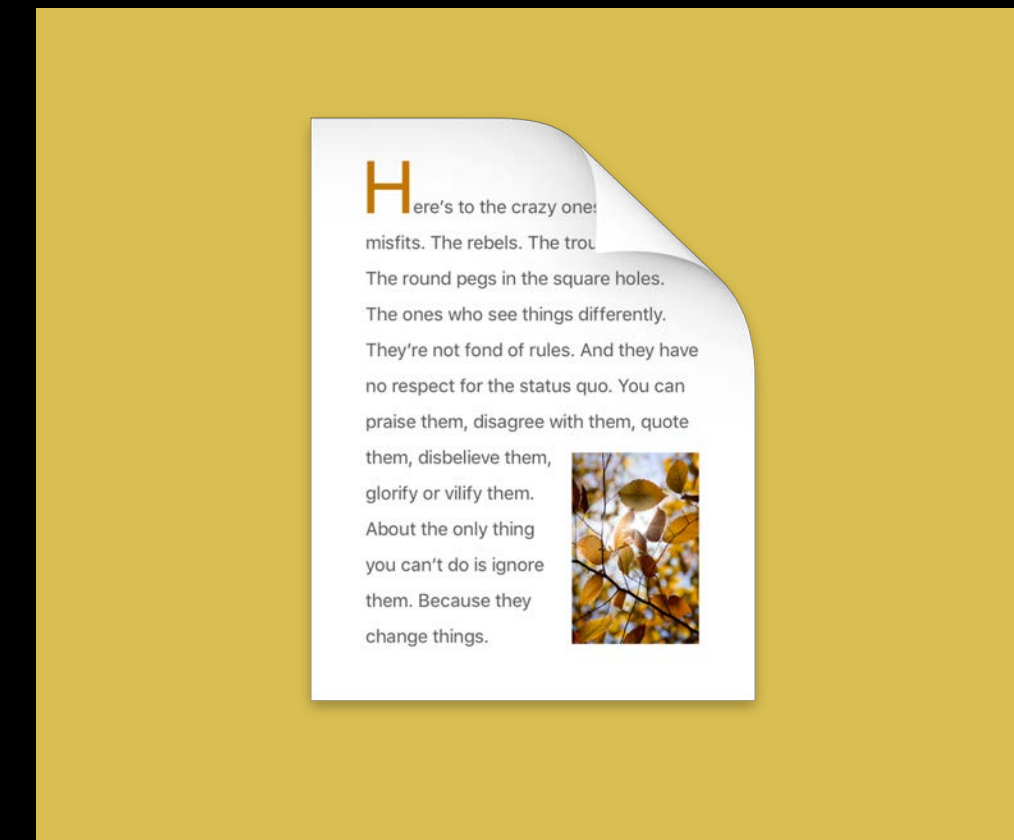 Here’s to the crazy ones
misfits. The rebels. The
The round pegs in the square holes.
The ones who see things differently.
They’re not fond of rules. And they have
no respect for the status quo. You can
praise them, disagree with them, quote
them, disbelieve them,
glorify or vilify them.
About the only thing
you can’t do is ignore
them. Because they
change things.